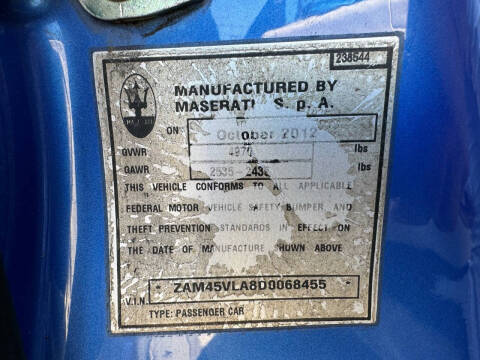 238544
MANUFACTURED BY
MASERATI S.p.A.
ON October 2012
GVWR 4970 lbs
GAWR 2535-2435 lbs
THIS VEHICLE CONFORMS TO ALL APPLICABLE
FEDERAL MOTOR VEHICLE SAFETY BUMPER, AND
THEFT PREVENTION STANDARDS IN EFFECT ON
THE DATE OF MANUFACTURE SHOWN ABOVE
V.I.N. - ZAM45VLA8D0068455 -
TYPE: PASSENGER CAR